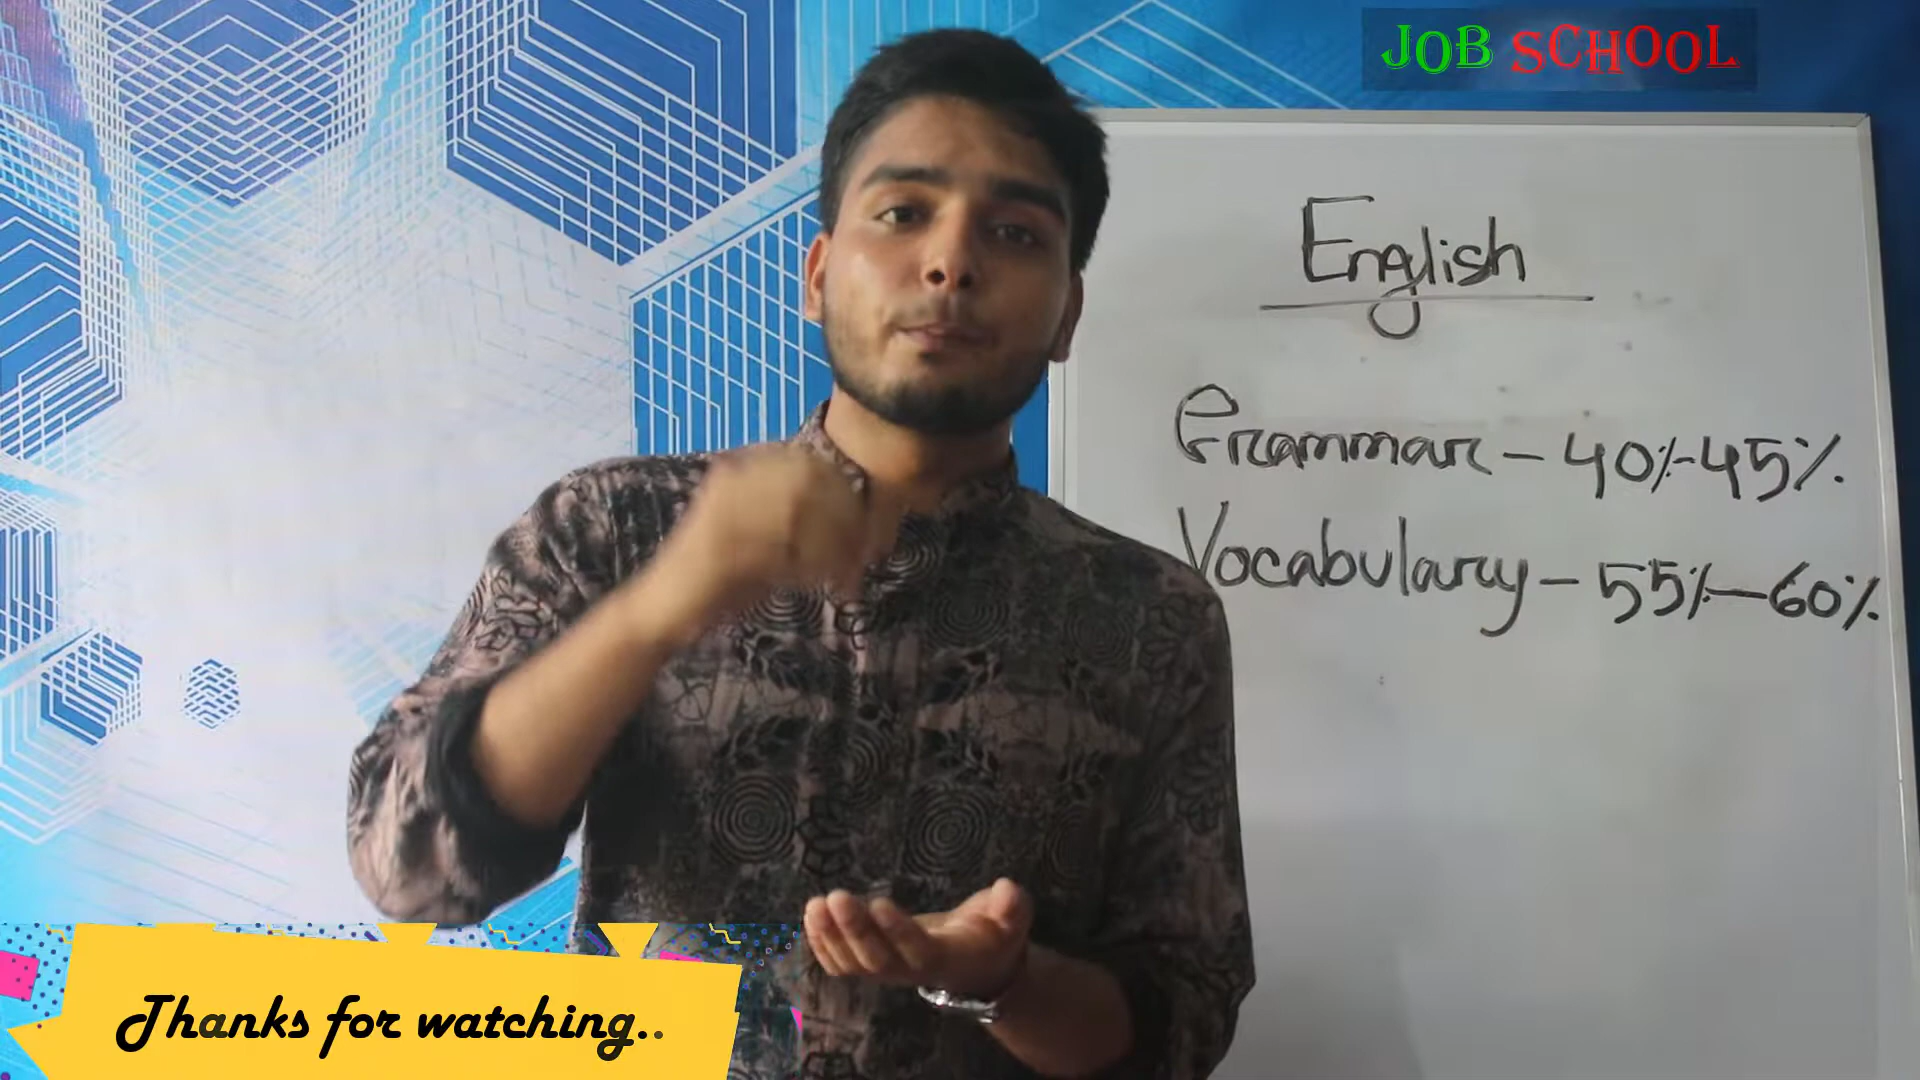 JOB SCHOOL
English
Grammar - 40%-45%
Vocabulary - 55%-60%
Thanks for watching..